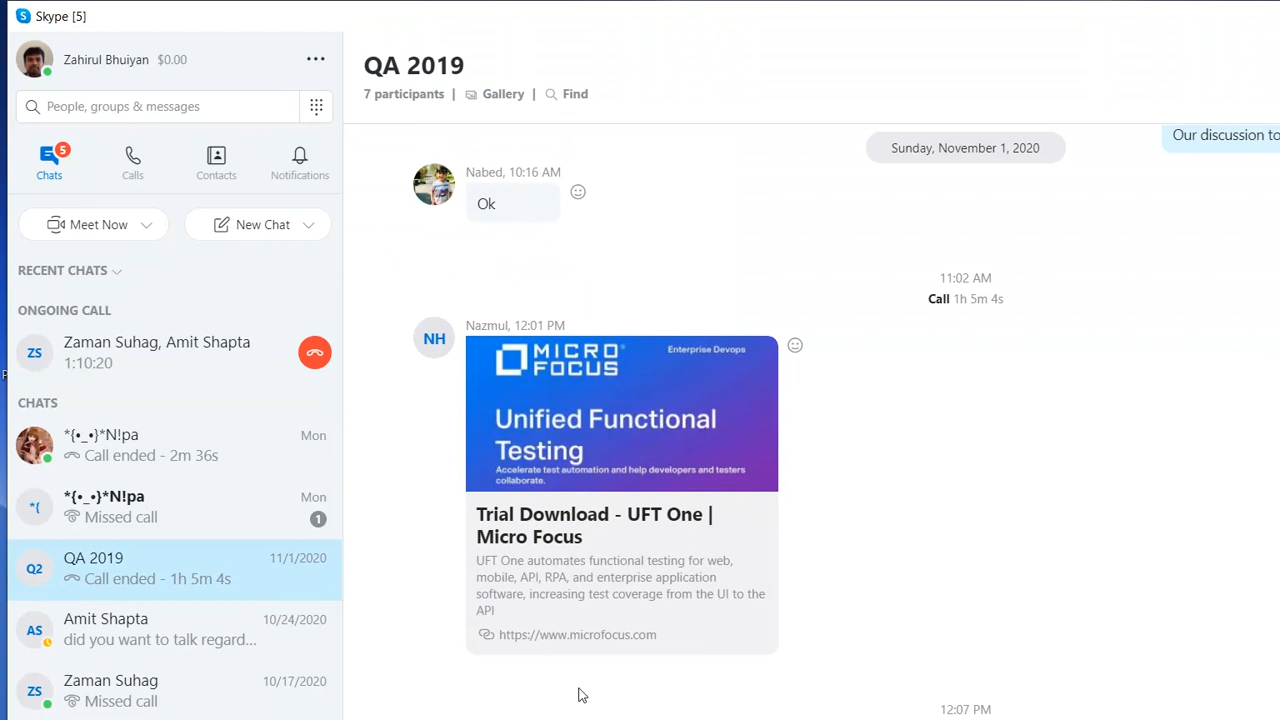 Skype [5]
Zahirul Bhuiyan $0.00
People, groups & messages
5
Chats
Calls
Contacts
Notifications
Meet Now
New Chat
RECENT CHATS
ONGOING CALL
ZS
Zaman Suhag, Amit Shapta
1:10:20
CHATS
*{•_•}*N!pa Mon
Call ended - 2m 36s
*{
*{•_•}*N!pa Mon
Missed call 1
Q2
QA 2019 11/1/2020
Call ended - 1h 5m 4s
AS
Amit Shapta 10/24/2020
did you want to talk regard...
ZS
Zaman Suhag 10/17/2020
Missed call
QA 2019
7 participants | Gallery | Find
Our discussion to
Sunday, November 1, 2020
Nabed, 10:16 AM
Ok
11:02 AM
Call 1h 5m 4s
NH
Nazmul, 12:01 PM
MICRO
FOCUS
Enterprise Devops
Unified Functional
Testing
Accelerate test automation and help developers and testers
collaborate.
Trial Download - UFT One |
Micro Focus
UFT One automates functional testing for web,
mobile, API, RPA, and enterprise application
software, increasing test coverage from the UI to the
API
https://www.microfocus.com
12:07 PM